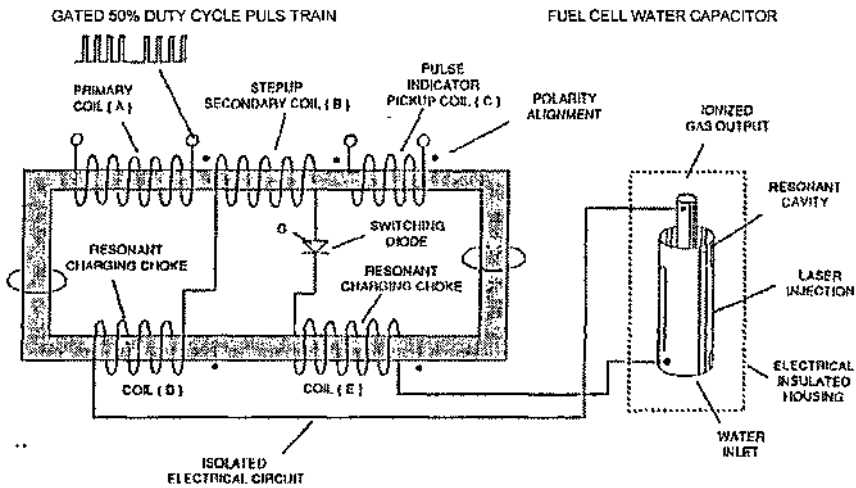 GATED 50% DUTY CYCLE PULS TRAIN
FUEL CELL WATER CAPACITOR
PRIMARY
COIL ( A )
STEPUP
SECONDARY COIL ( B )
PULSE
INDICATOR
PICKUP COIL ( C )
POLARITY
ALIGNMENT
IONIZED
GAS OUTPUT
RESONANT
CAVITY
G
SWITCHING
DIODE
RESONANT
CHARGING CHOKE
RESONANT
CHARGING CHOKE
LASER
INJECTION
COIL ( D )
COIL ( E )
ELECTRICAL
INSULATED
HOUSING
WATER
INLET
ISOLATED
ELECTRICAL CIRCUIT